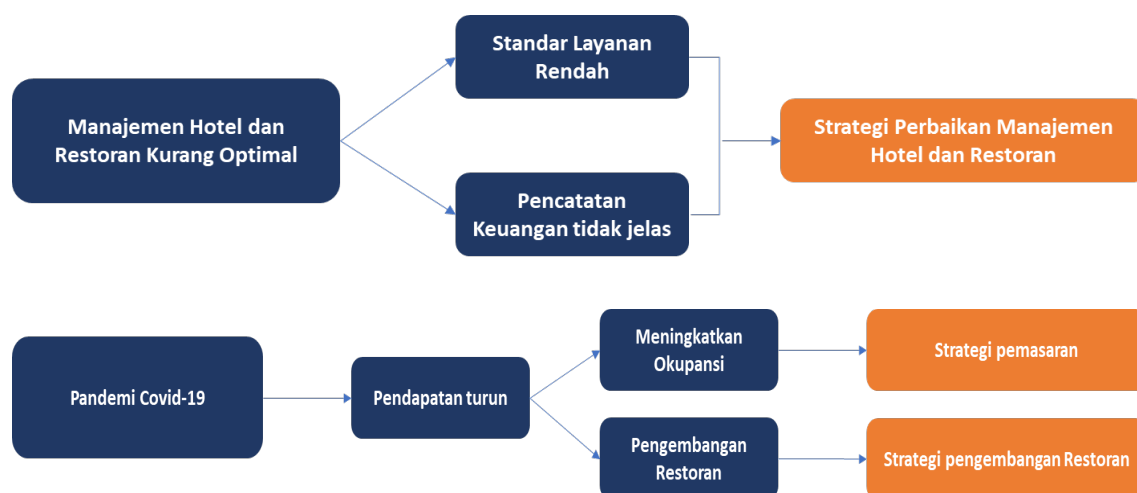 Standar Layanan
Rendah
Manajemen Hotel dan
Restoran Kurang Optimal
Strategi Perbaikan Manajemen
Hotel dan Restoran
Pencatatan
Keuangan tidak jelas
Meningkatkan
Okupansi
Strategi pemasaran
Pandemi Covid-19
Pendapatan turun
Pengembangan
Restoran
Strategi pengembangan Restoran